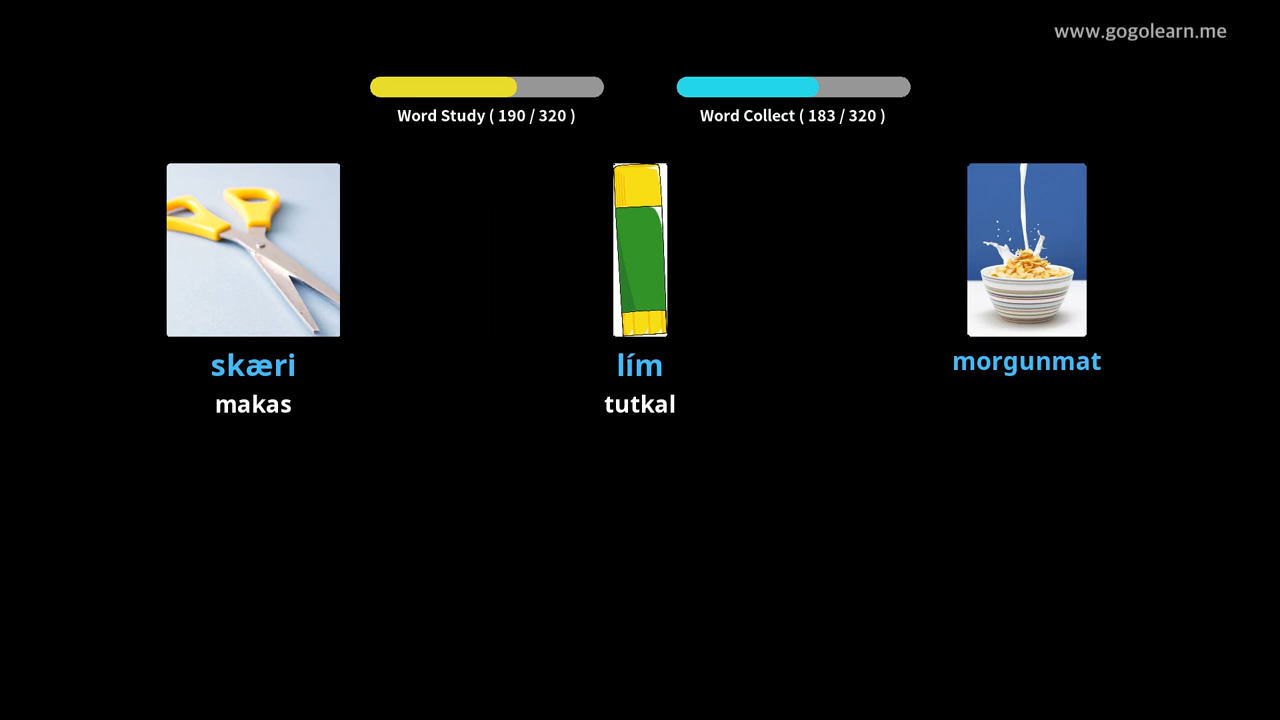 www.gogolearn.me
Word Study ( 190 / 320 )
Word Collect ( 183 / 320 )
skæri
makas
lím
tutkal
morgunmat